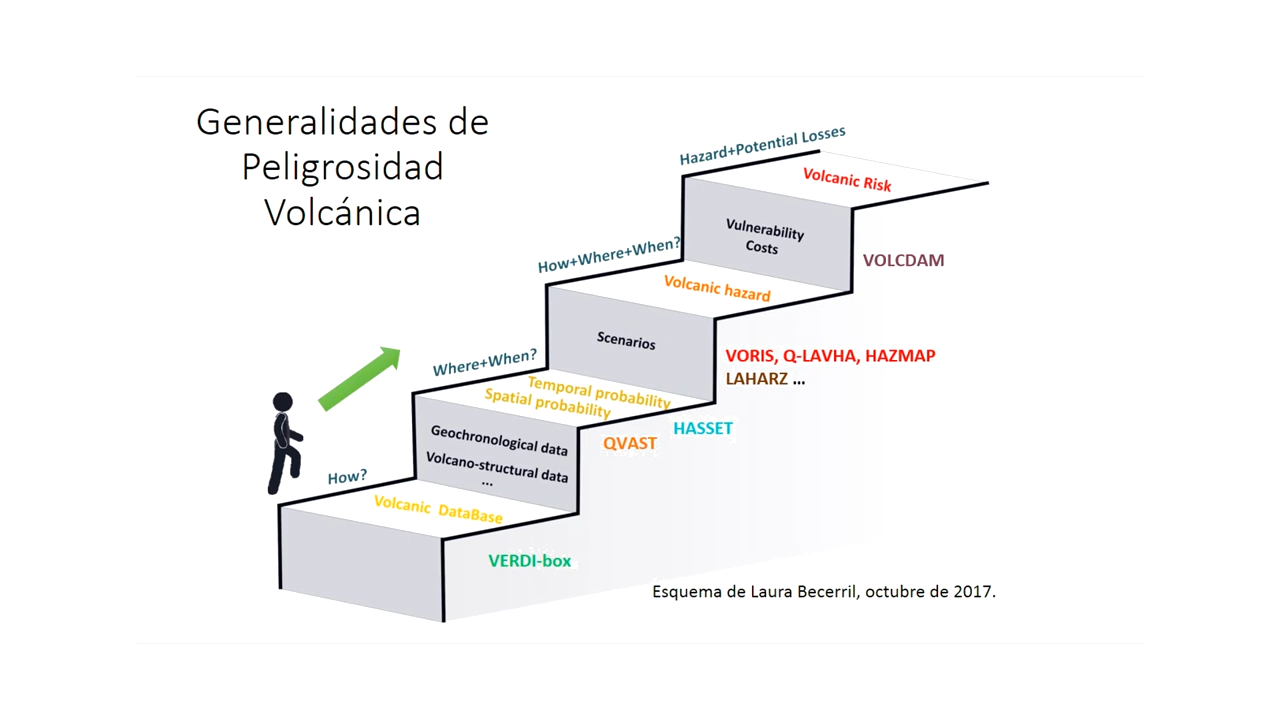 Generalidades de
Peligrosidad
Volcánica
Hazard+Potential Losses
Volcanic Risk
Vulnerability
Costs
VOLCDAM
How+Where+When?
Volcanic hazard
Scenarios
VORIS, Q-LAVHA, HAZMAP
LAHARZ ...
Where+When?
Temporal probability
Spatial probability
HASSET
QVAST
Geochronological data
Volcano-structural data
...
How?
Volcanic DataBase
VERDI-box
Esquema de Laura Becerril, octubre de 2017.